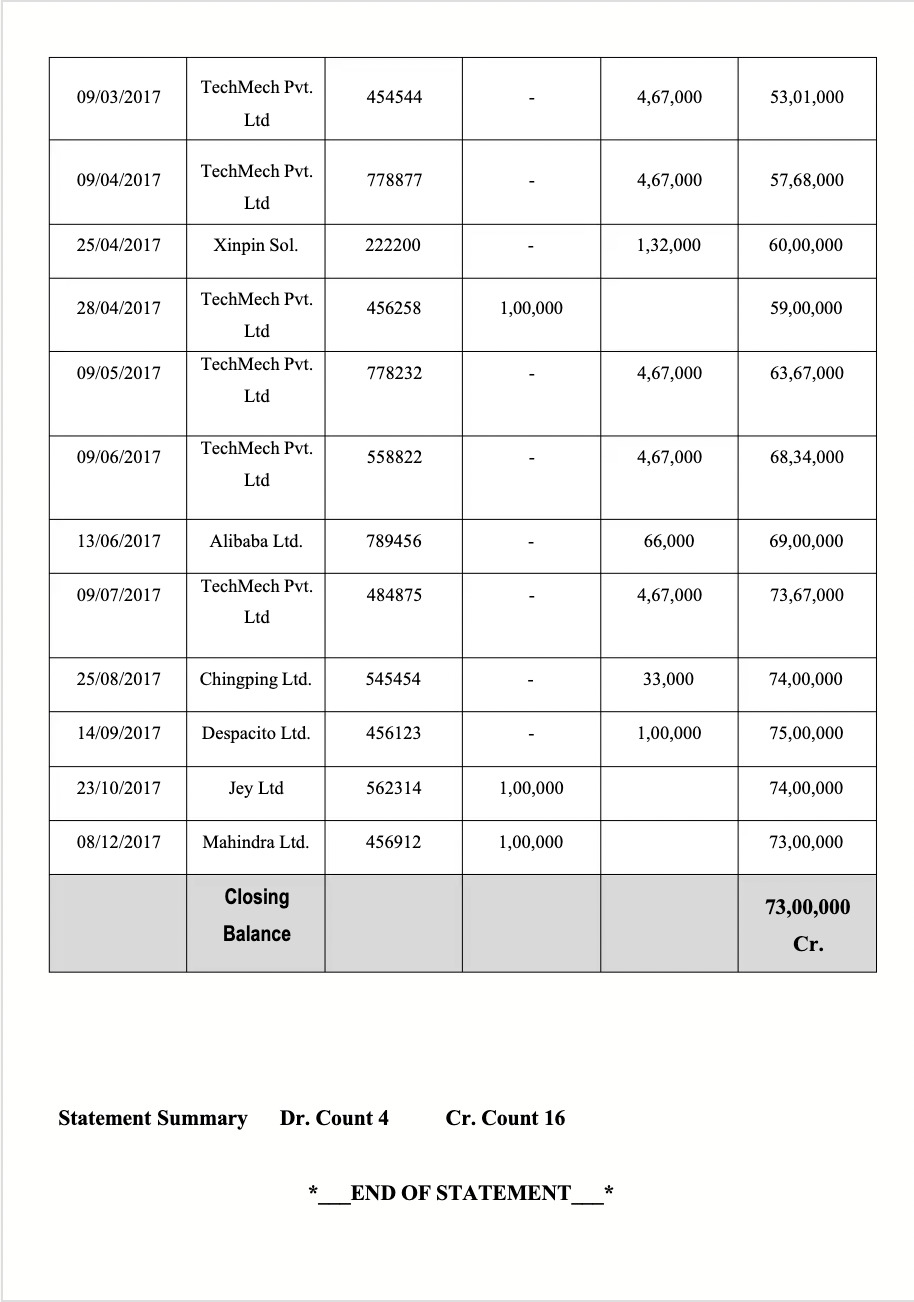 09/03/2017 TechMech Pvt. Ltd 454544 - 4,67,000 53,01,000
09/04/2017 TechMech Pvt. Ltd 778877 - 4,67,000 57,68,000
25/04/2017 Xinpin Sol. 222200 - 1,32,000 60,00,000
28/04/2017 TechMech Pvt. Ltd 456258 1,00,000 59,00,000
09/05/2017 TechMech Pvt. Ltd 778232 - 4,67,000 63,67,000
09/06/2017 TechMech Pvt. Ltd 558822 - 4,67,000 68,34,000
13/06/2017 Alibaba Ltd. 789456 - 66,000 69,00,000
09/07/2017 TechMech Pvt. Ltd 484875 - 4,67,000 73,67,000
25/08/2017 Chingping Ltd. 545454 - 33,000 74,00,000
14/09/2017 Despacito Ltd. 456123 - 1,00,000 75,00,000
23/10/2017 Jey Ltd 562314 1,00,000 74,00,000
08/12/2017 Mahindra Ltd. 456912 1,00,000 73,00,000
Closing Balance 73,00,000 Cr.
Statement Summary Dr. Count 4 Cr. Count 16
*___END OF STATEMENT___*